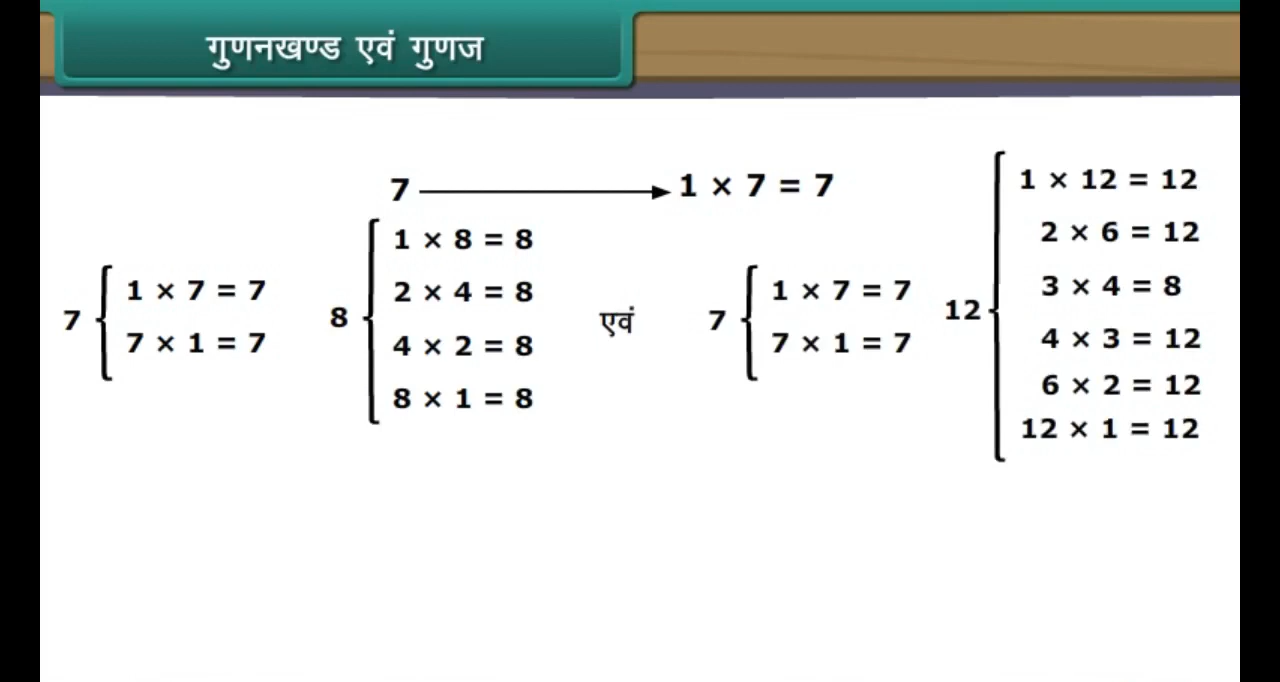 गुणनखण्ड एवं गुणज
7 → 1 × 7 = 7
7 { 1 × 7 = 7
7 × 1 = 7
8 { 1 × 8 = 8
2 × 4 = 8
4 × 2 = 8
8 × 1 = 8
एवं
7 { 1 × 7 = 7
7 × 1 = 7
12 { 1 × 12 = 12
2 × 6 = 12
3 × 4 = 8
4 × 3 = 12
6 × 2 = 12
12 × 1 = 12